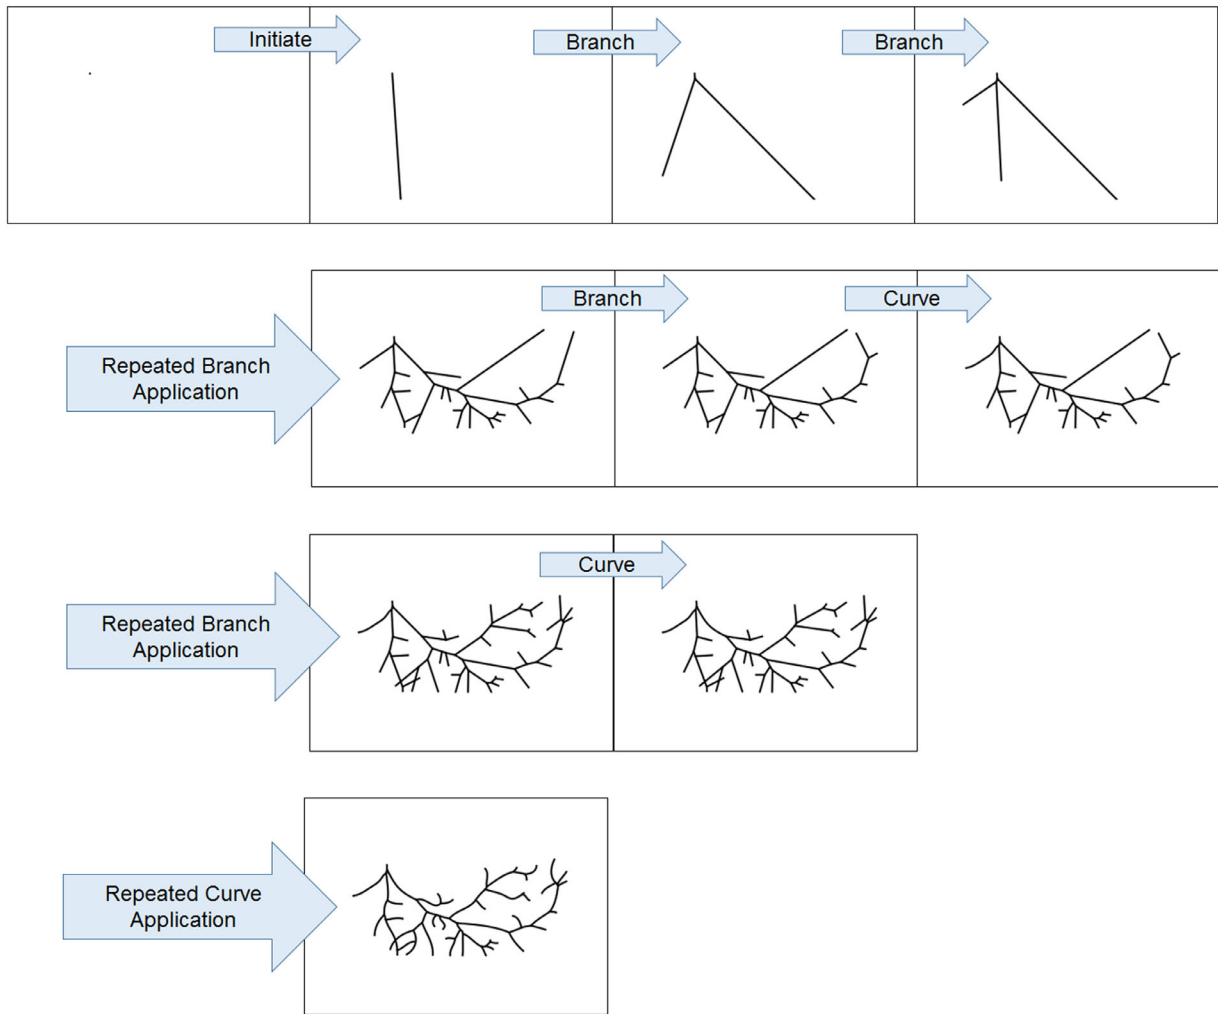 Initiate
Branch
Branch
Repeated Branch
Application
Branch
Curve
Repeated Branch
Application
Curve
Repeated Curve
Application